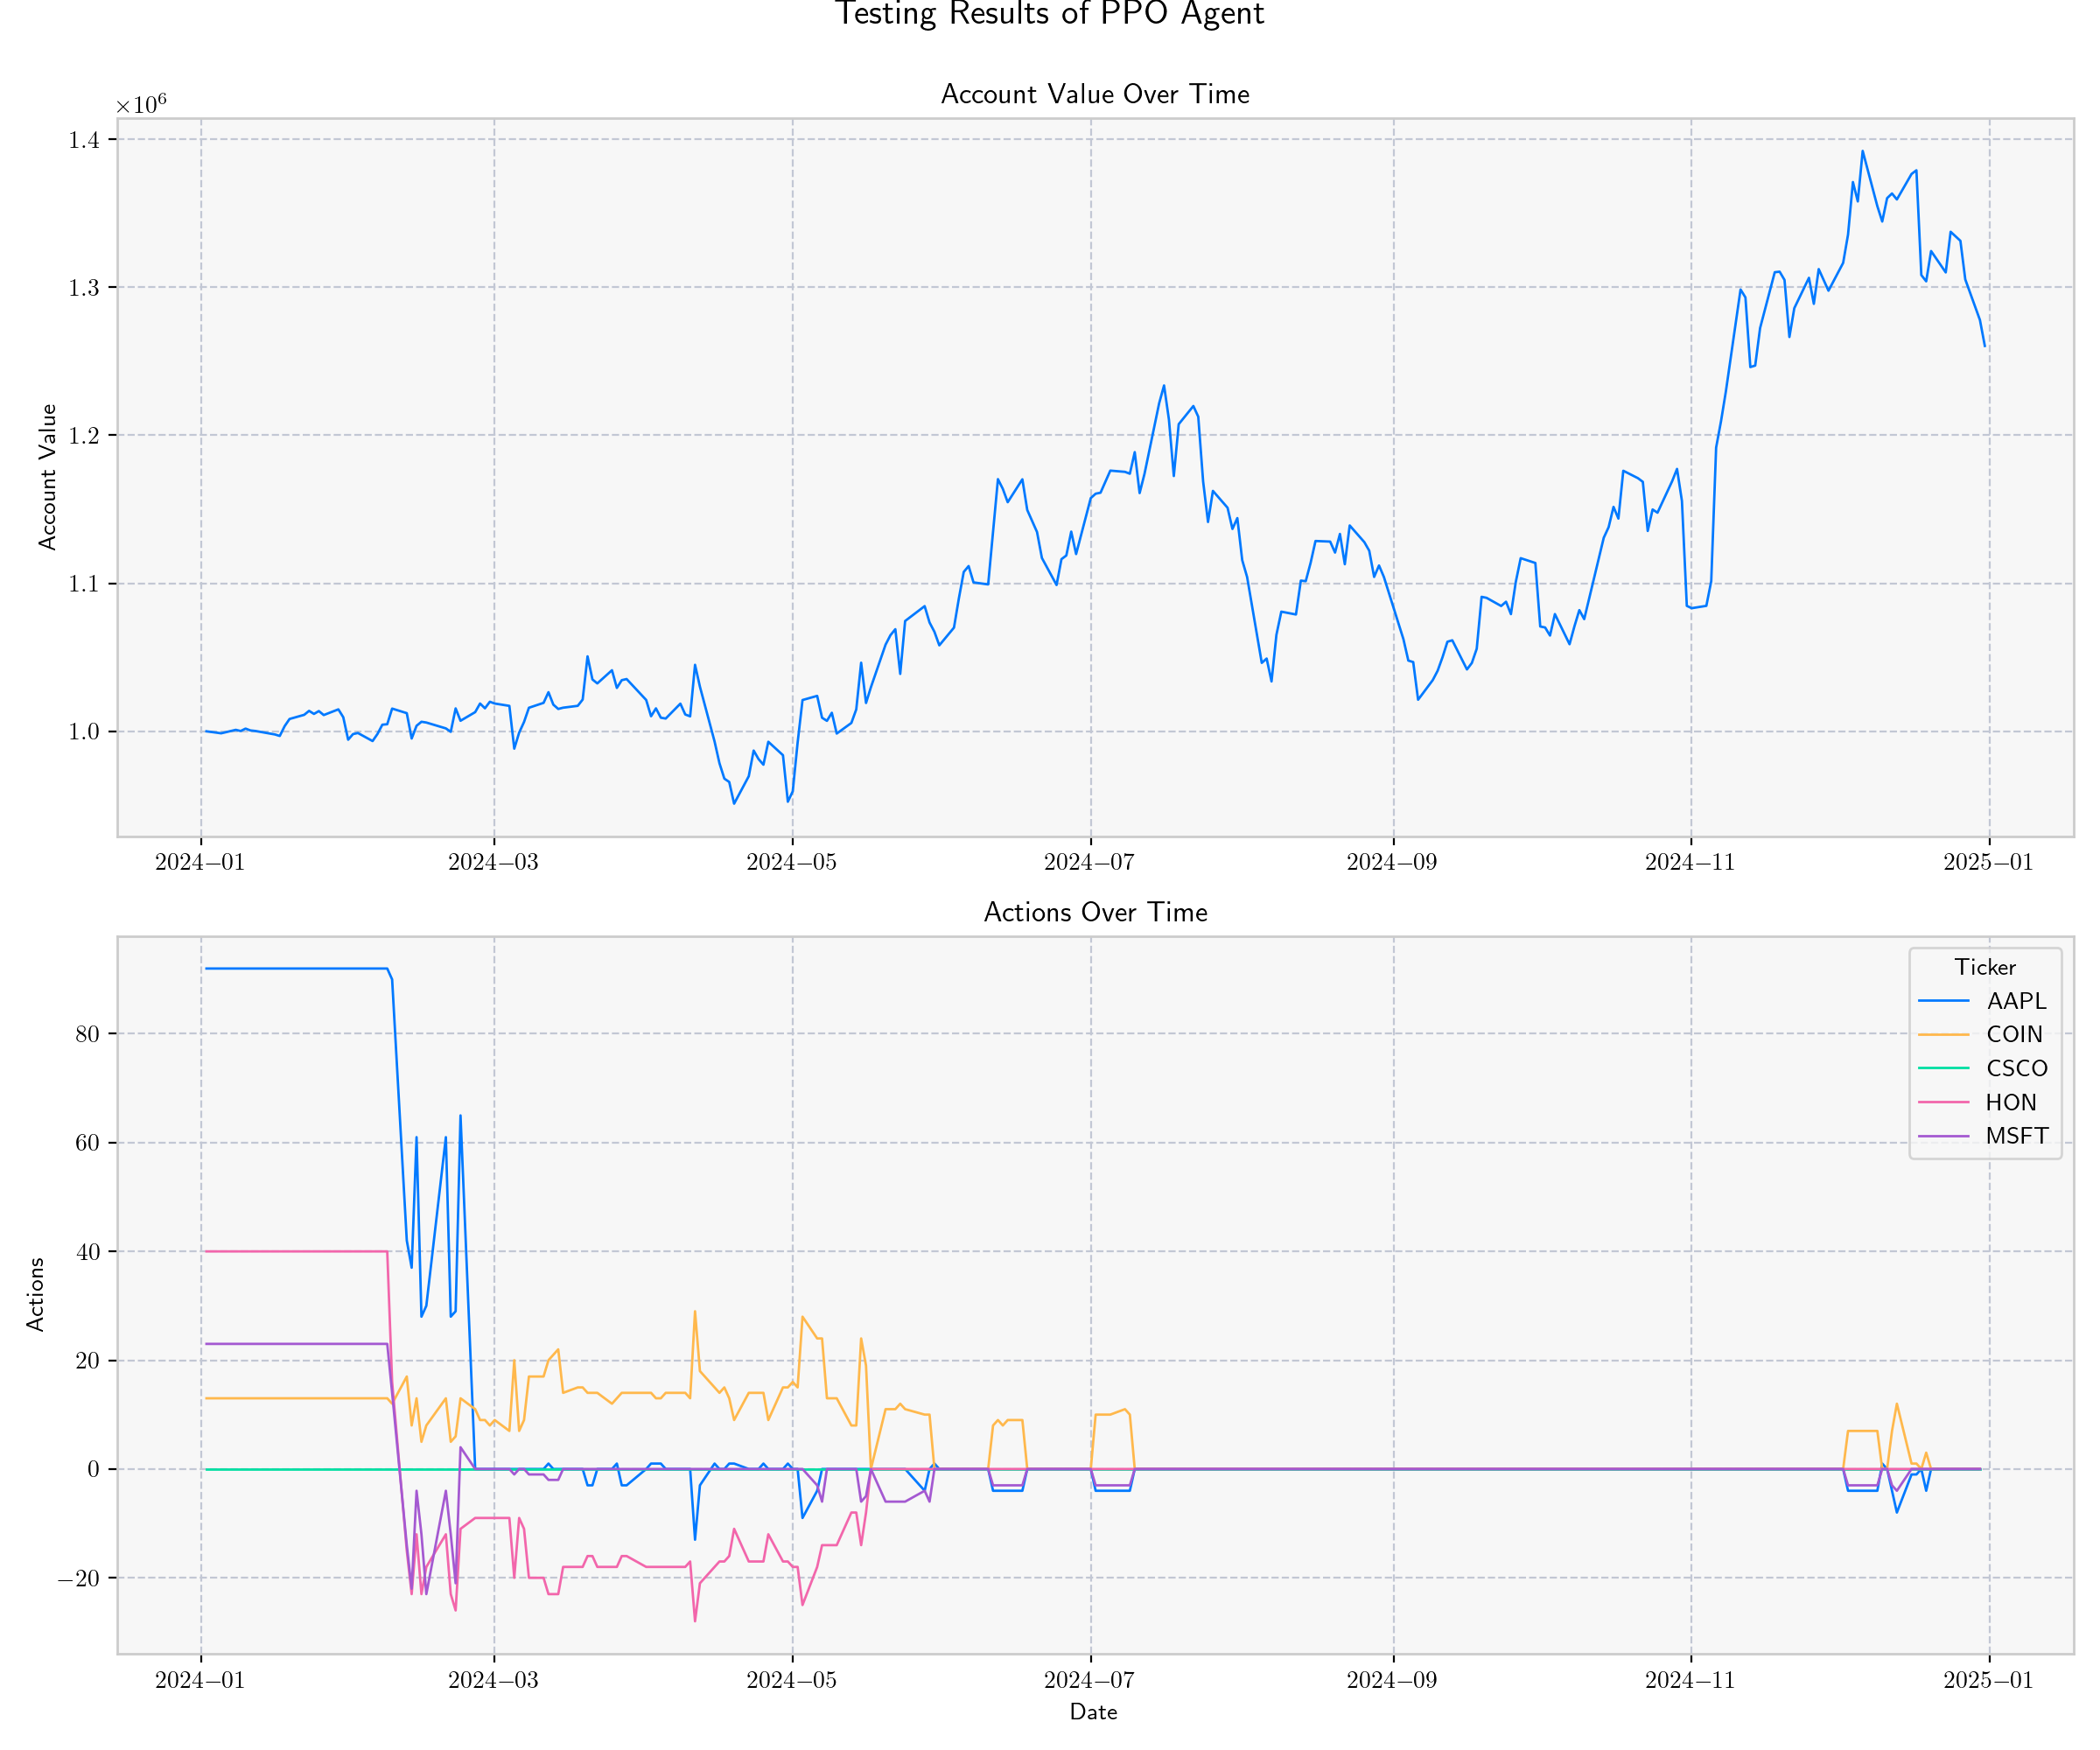 Testing Results of PPO Agent
Account Value Over Time
×10⁶
1.4
1.3
1.2
1.1
1.0
Account Value
2024−01 2024−03 2024−05 2024−07 2024−09 2024−11 2025−01
Actions Over Time
Ticker
AAPL
COIN
CSCO
HON
MSFT
80
60
40
20
0
−20
Actions
2024−01 2024−03 2024−05 2024−07 2024−09 2024−11 2025−01
Date